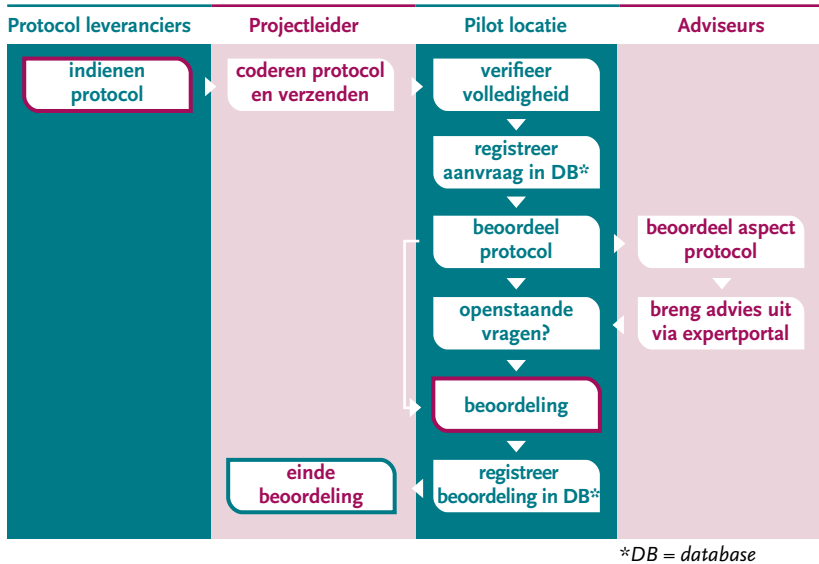 Protocol leveranciers
Projectleider
Pilot locatie
Adviseurs
indienen
protocol
coderen protocol
en verzenden
verifieer
volledigheid
registreer
aanvraag in DB*
beoordeel
protocol
beoordeel aspect
protocol
openstaande
vragen?
breng advies uit
via expertportal
beoordeling
einde
beoordeling
registreer
beoordeling in DB*
*DB = database